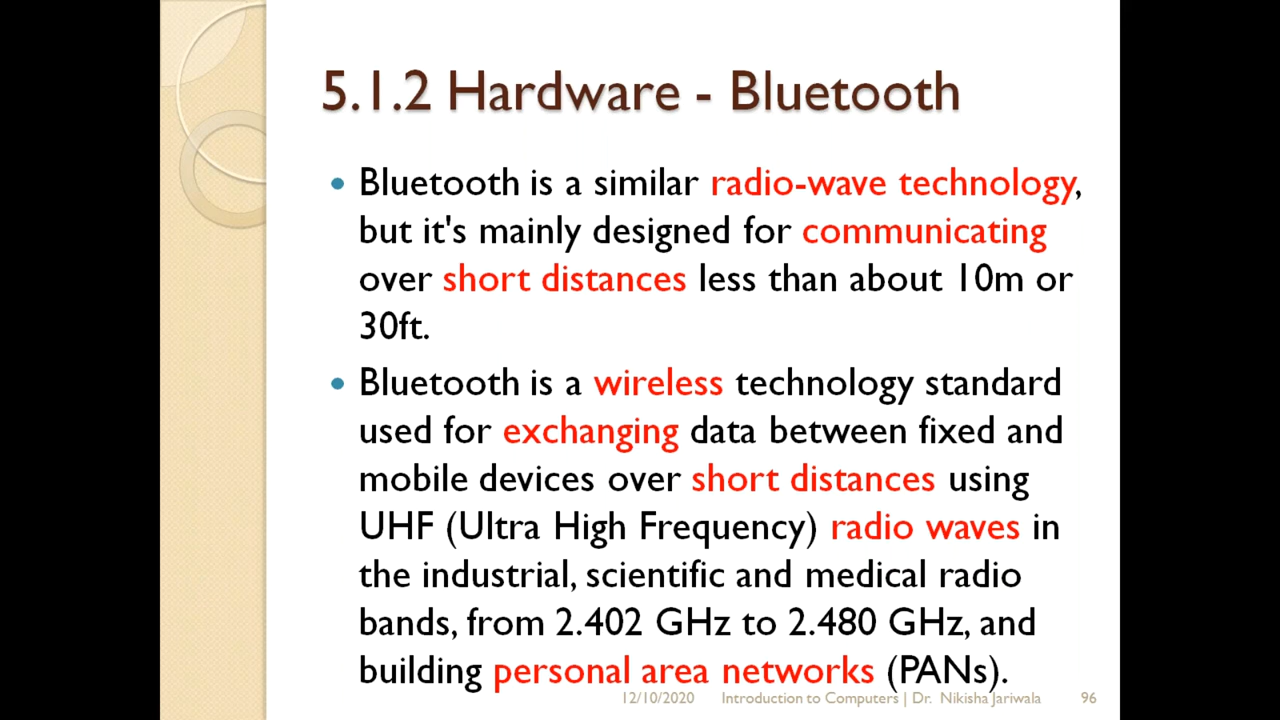 5.1.2 Hardware - Bluetooth
• Bluetooth is a similar radio-wave technology,
but it's mainly designed for communicating
over short distances less than about 10m or
30ft.
• Bluetooth is a wireless technology standard
used for exchanging data between fixed and
mobile devices over short distances using
UHF (Ultra High Frequency) radio waves in
the industrial, scientific and medical radio
bands, from 2.402 GHz to 2.480 GHz, and
building personal area networks (PANs).
12/10/2020 Introduction to Computers | Dr. Nikisha Jariwala 96